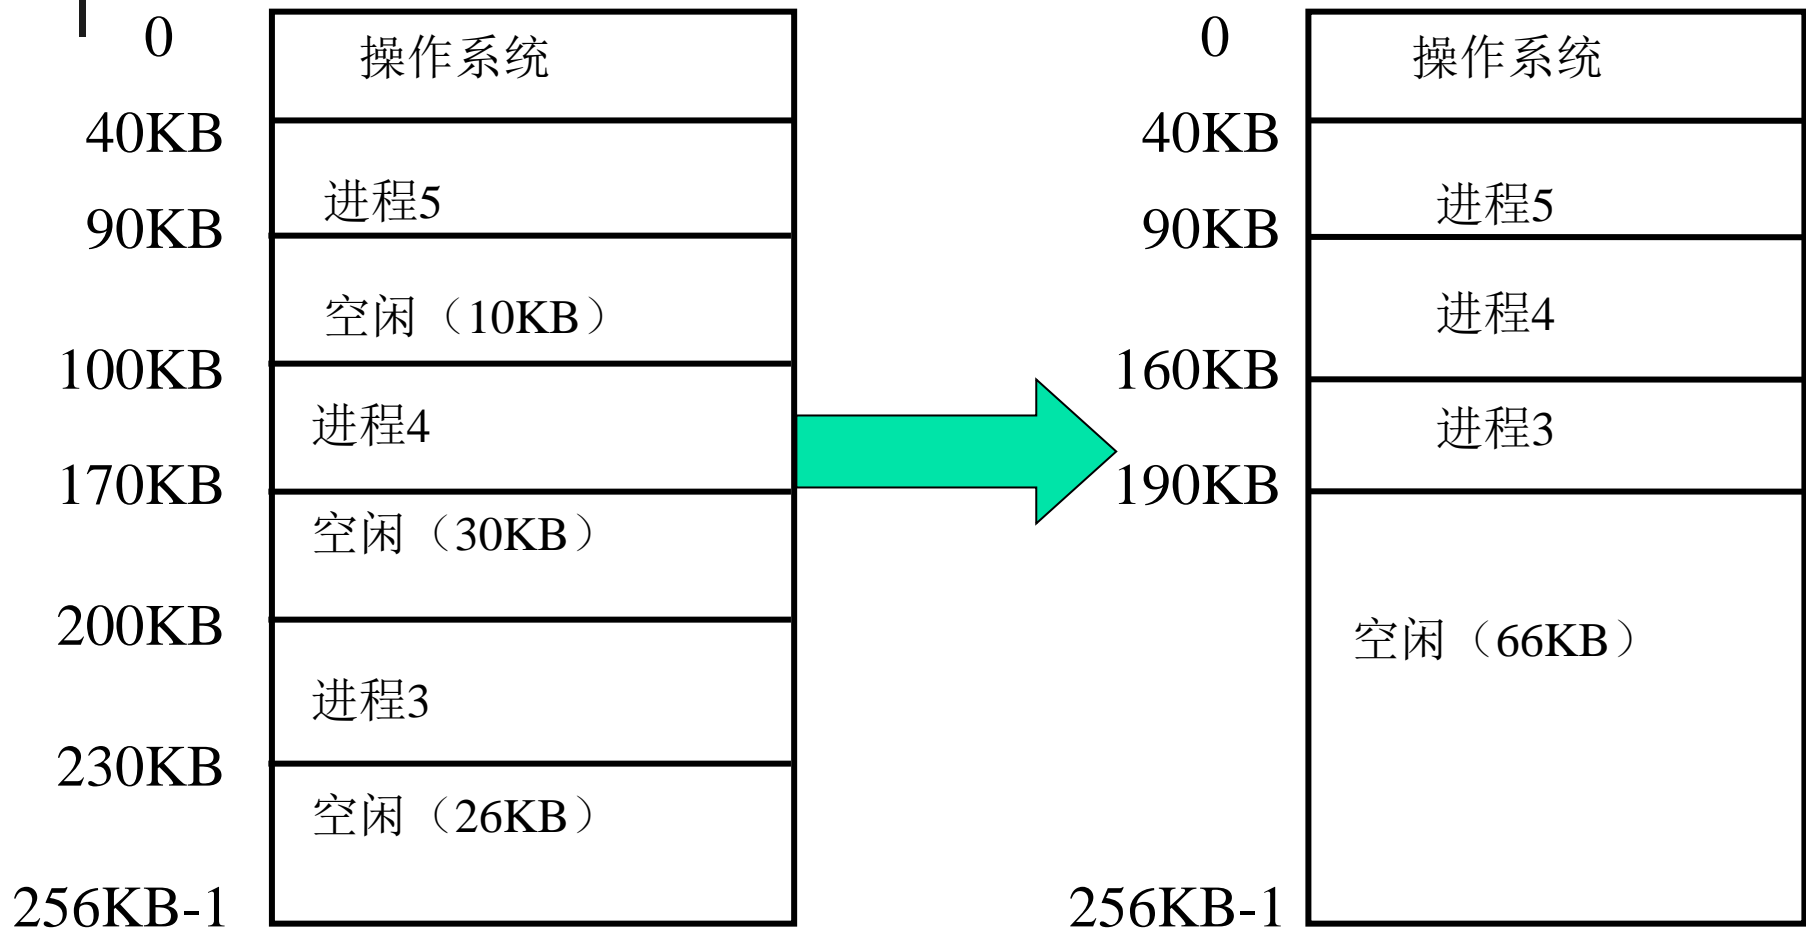 0
操作系统
40KB
进程5
90KB
空闲（10KB）
100KB
进程4
170KB
空闲（30KB）
200KB
进程3
230KB
空闲（26KB）
256KB-1
0
操作系统
40KB
进程5
90KB
进程4
160KB
进程3
190KB
空闲（66KB）
256KB-1